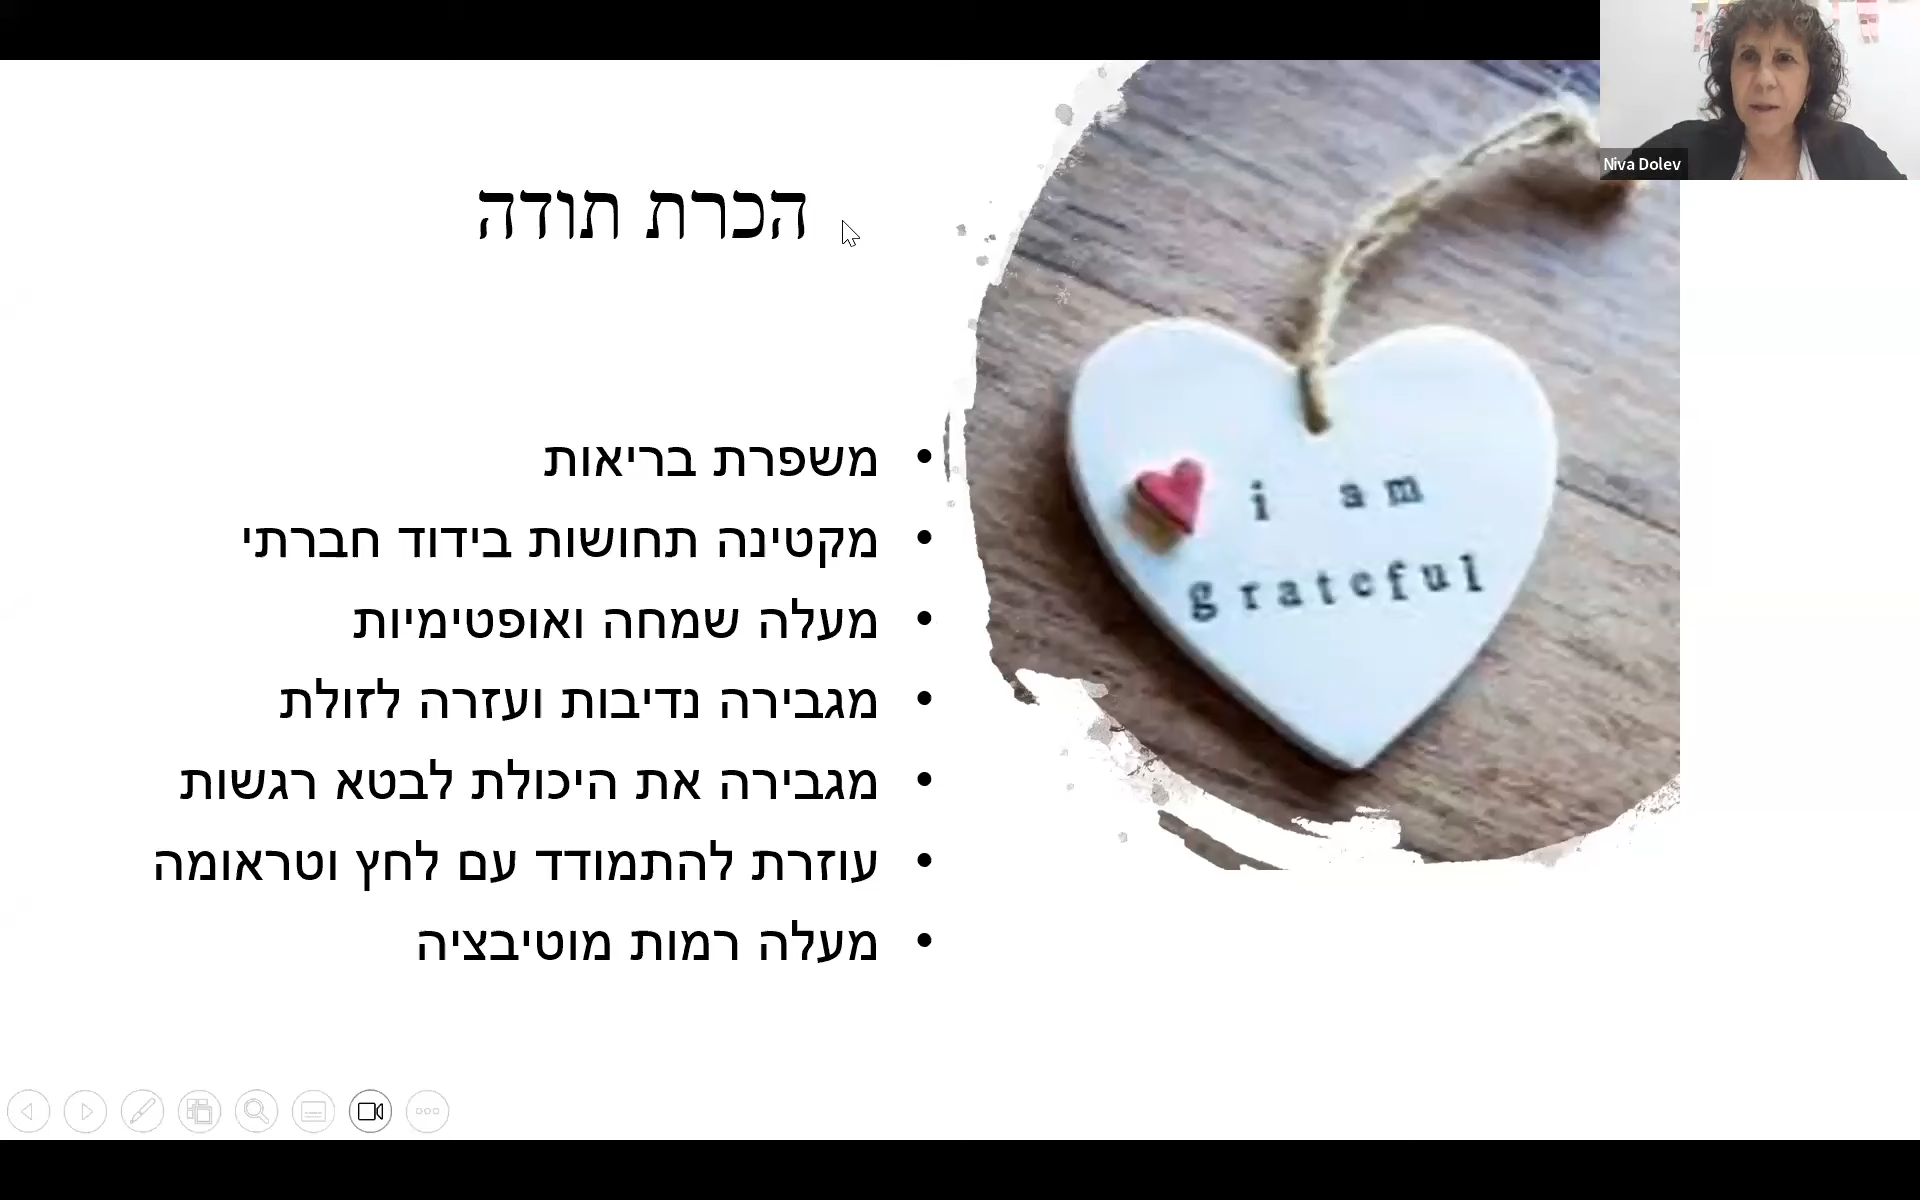 Niva Dolev
הכרת תודה
• משפרת בריאות
• מקטינה תחושות בידוד חברתי
• מעלה שמחה ואופטימיות
• מגבירה נדיבות ועזרה לזולת
• מגבירה את היכולת לבטא רגשות
• עוזרת להתמודד עם לחץ וטראומה
• מעלה רמות מוטיבציה
i am
grateful